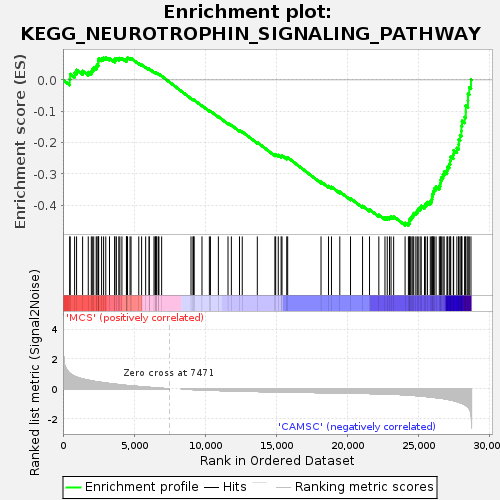 Enrichment plot:
KEGG_NEUROTROPHIN_SIGNALING_PATHWAY
Enrichment score (ES)
0.0
-0.1
-0.2
-0.3
-0.4
'MCS' (positively correlated)
Ranked list metric (Signal2Noise)
4
2
0
-2
Zero cross at 7471
'CAMSC' (negatively correlated)
0
5,000
10,000
15,000
20,000
25,000
30,000
Rank in Ordered Dataset
Enrichment profile
Hits
Ranking metric scores